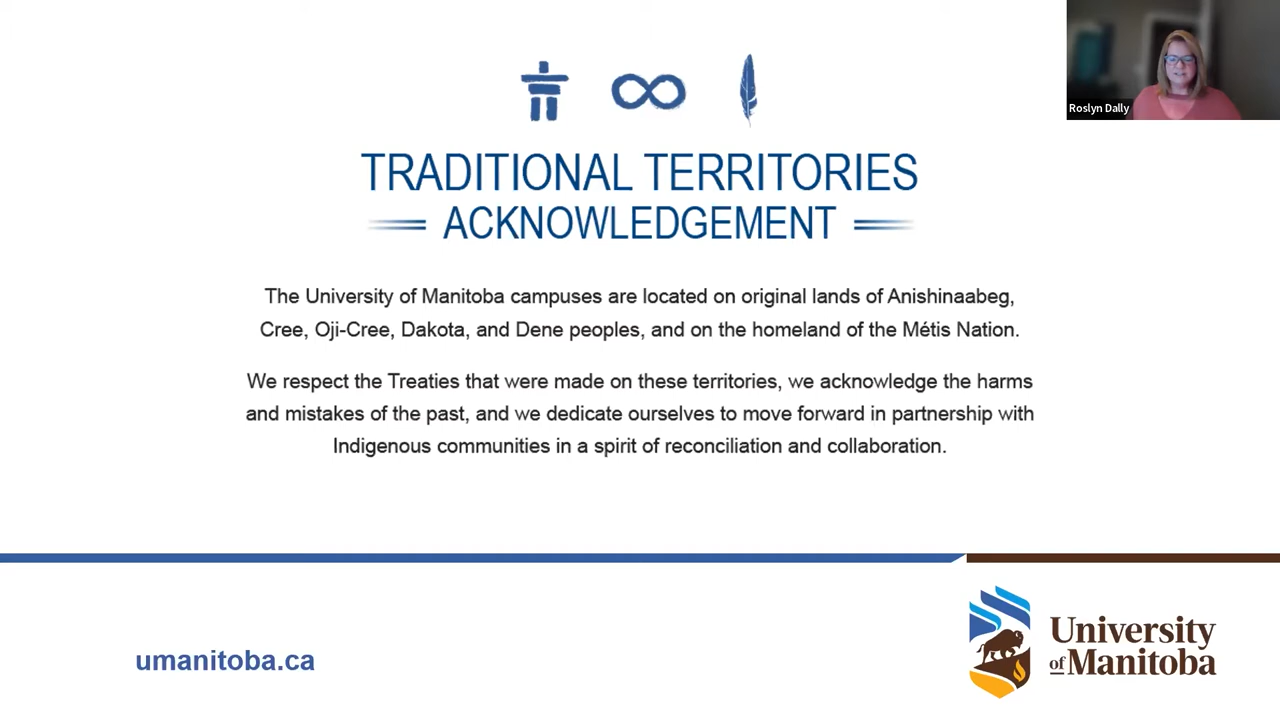 Roslyn Dally
TRADITIONAL TERRITORIES
ACKNOWLEDGEMENT
The University of Manitoba campuses are located on original lands of Anishinaabeg,
Cree, Oji-Cree, Dakota, and Dene peoples, and on the homeland of the Métis Nation.
We respect the Treaties that were made on these territories, we acknowledge the harms
and mistakes of the past, and we dedicate ourselves to move forward in partnership with
Indigenous communities in a spirit of reconciliation and collaboration.
umanitoba.ca
University
of Manitoba